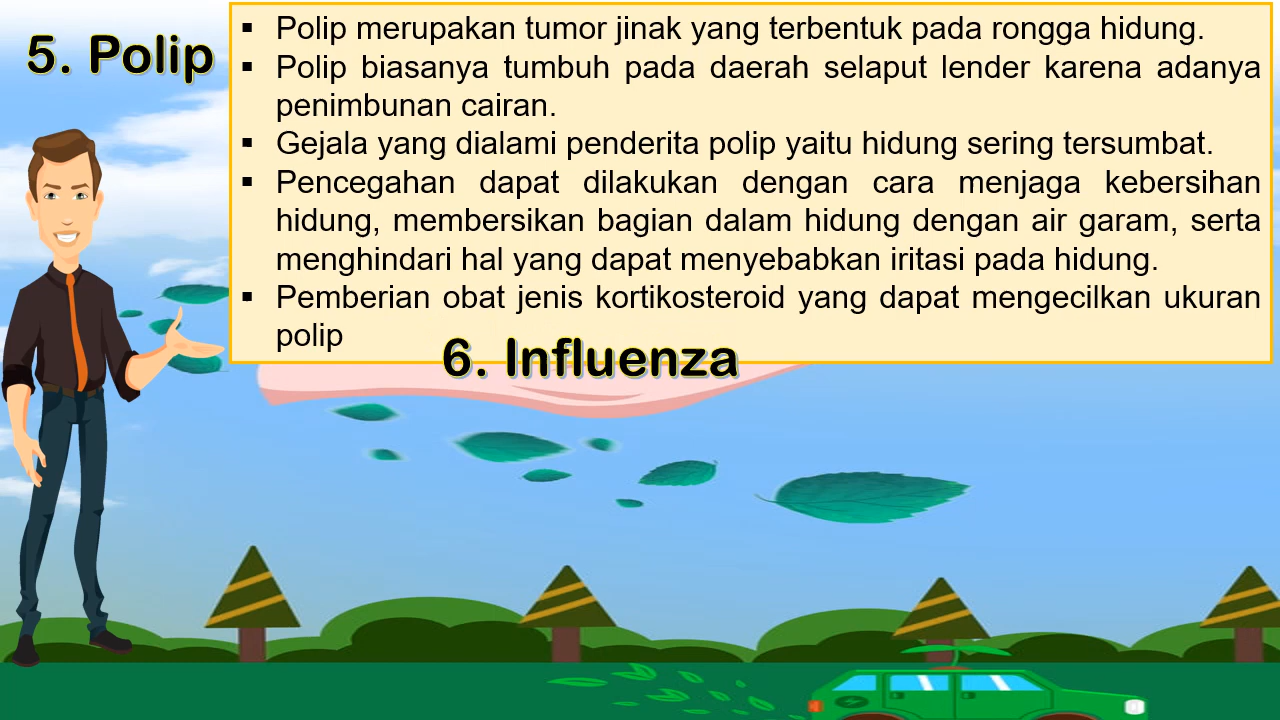 5. Polip
▪ Polip merupakan tumor jinak yang terbentuk pada rongga hidung.
▪ Polip biasanya tumbuh pada daerah selaput lender karena adanya
penimbunan cairan.
▪ Gejala yang dialami penderita polip yaitu hidung sering tersumbat.
▪ Pencegahan dapat dilakukan dengan cara menjaga kebersihan
hidung, membersikan bagian dalam hidung dengan air garam, serta
menghindari hal yang dapat menyebabkan iritasi pada hidung.
▪ Pemberian obat jenis kortikosteroid yang dapat mengecilkan ukuran
polip
6. Influenza